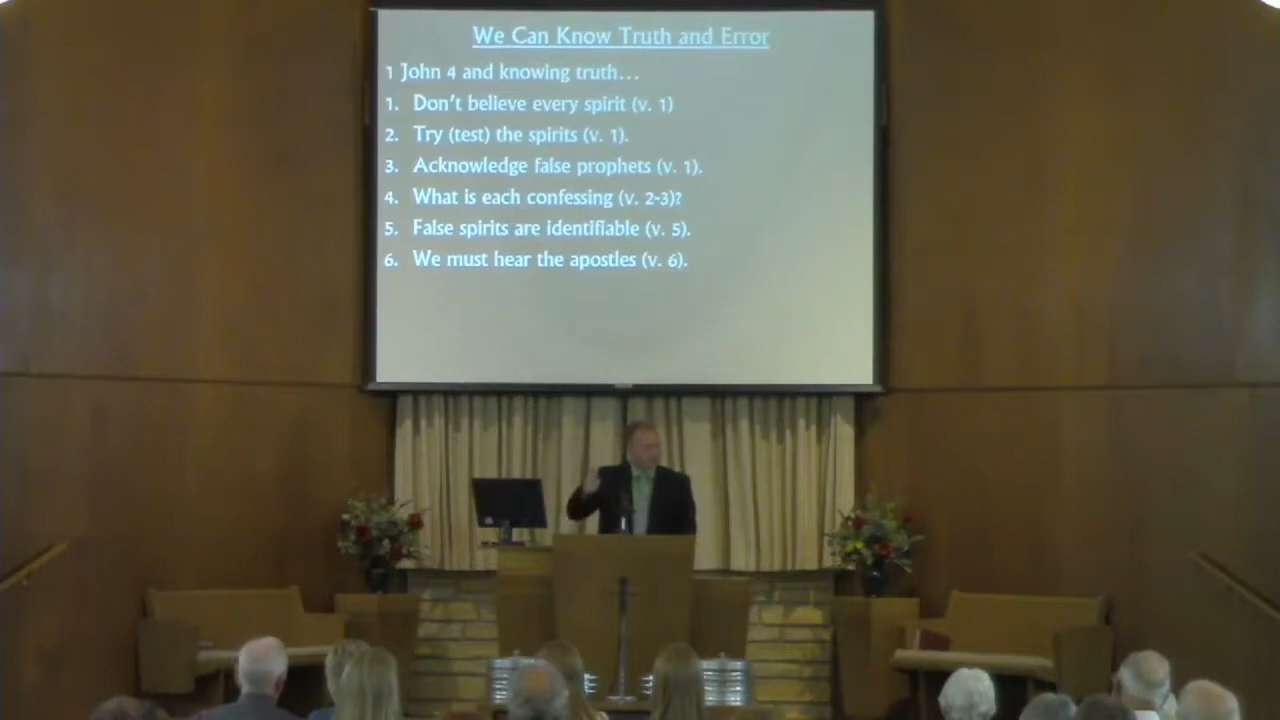 We Can Know Truth and Error
1 John 4 and knowing truth...
1. Don't believe every spirit (v. 1)
2. Try (test) the spirits (v. 1).
3. Acknowledge false prophets (v. 1).
4. What is each confessing (v. 2-3)?
5. False spirits are identifiable (v. 5).
6. We must hear the apostles (v. 6).